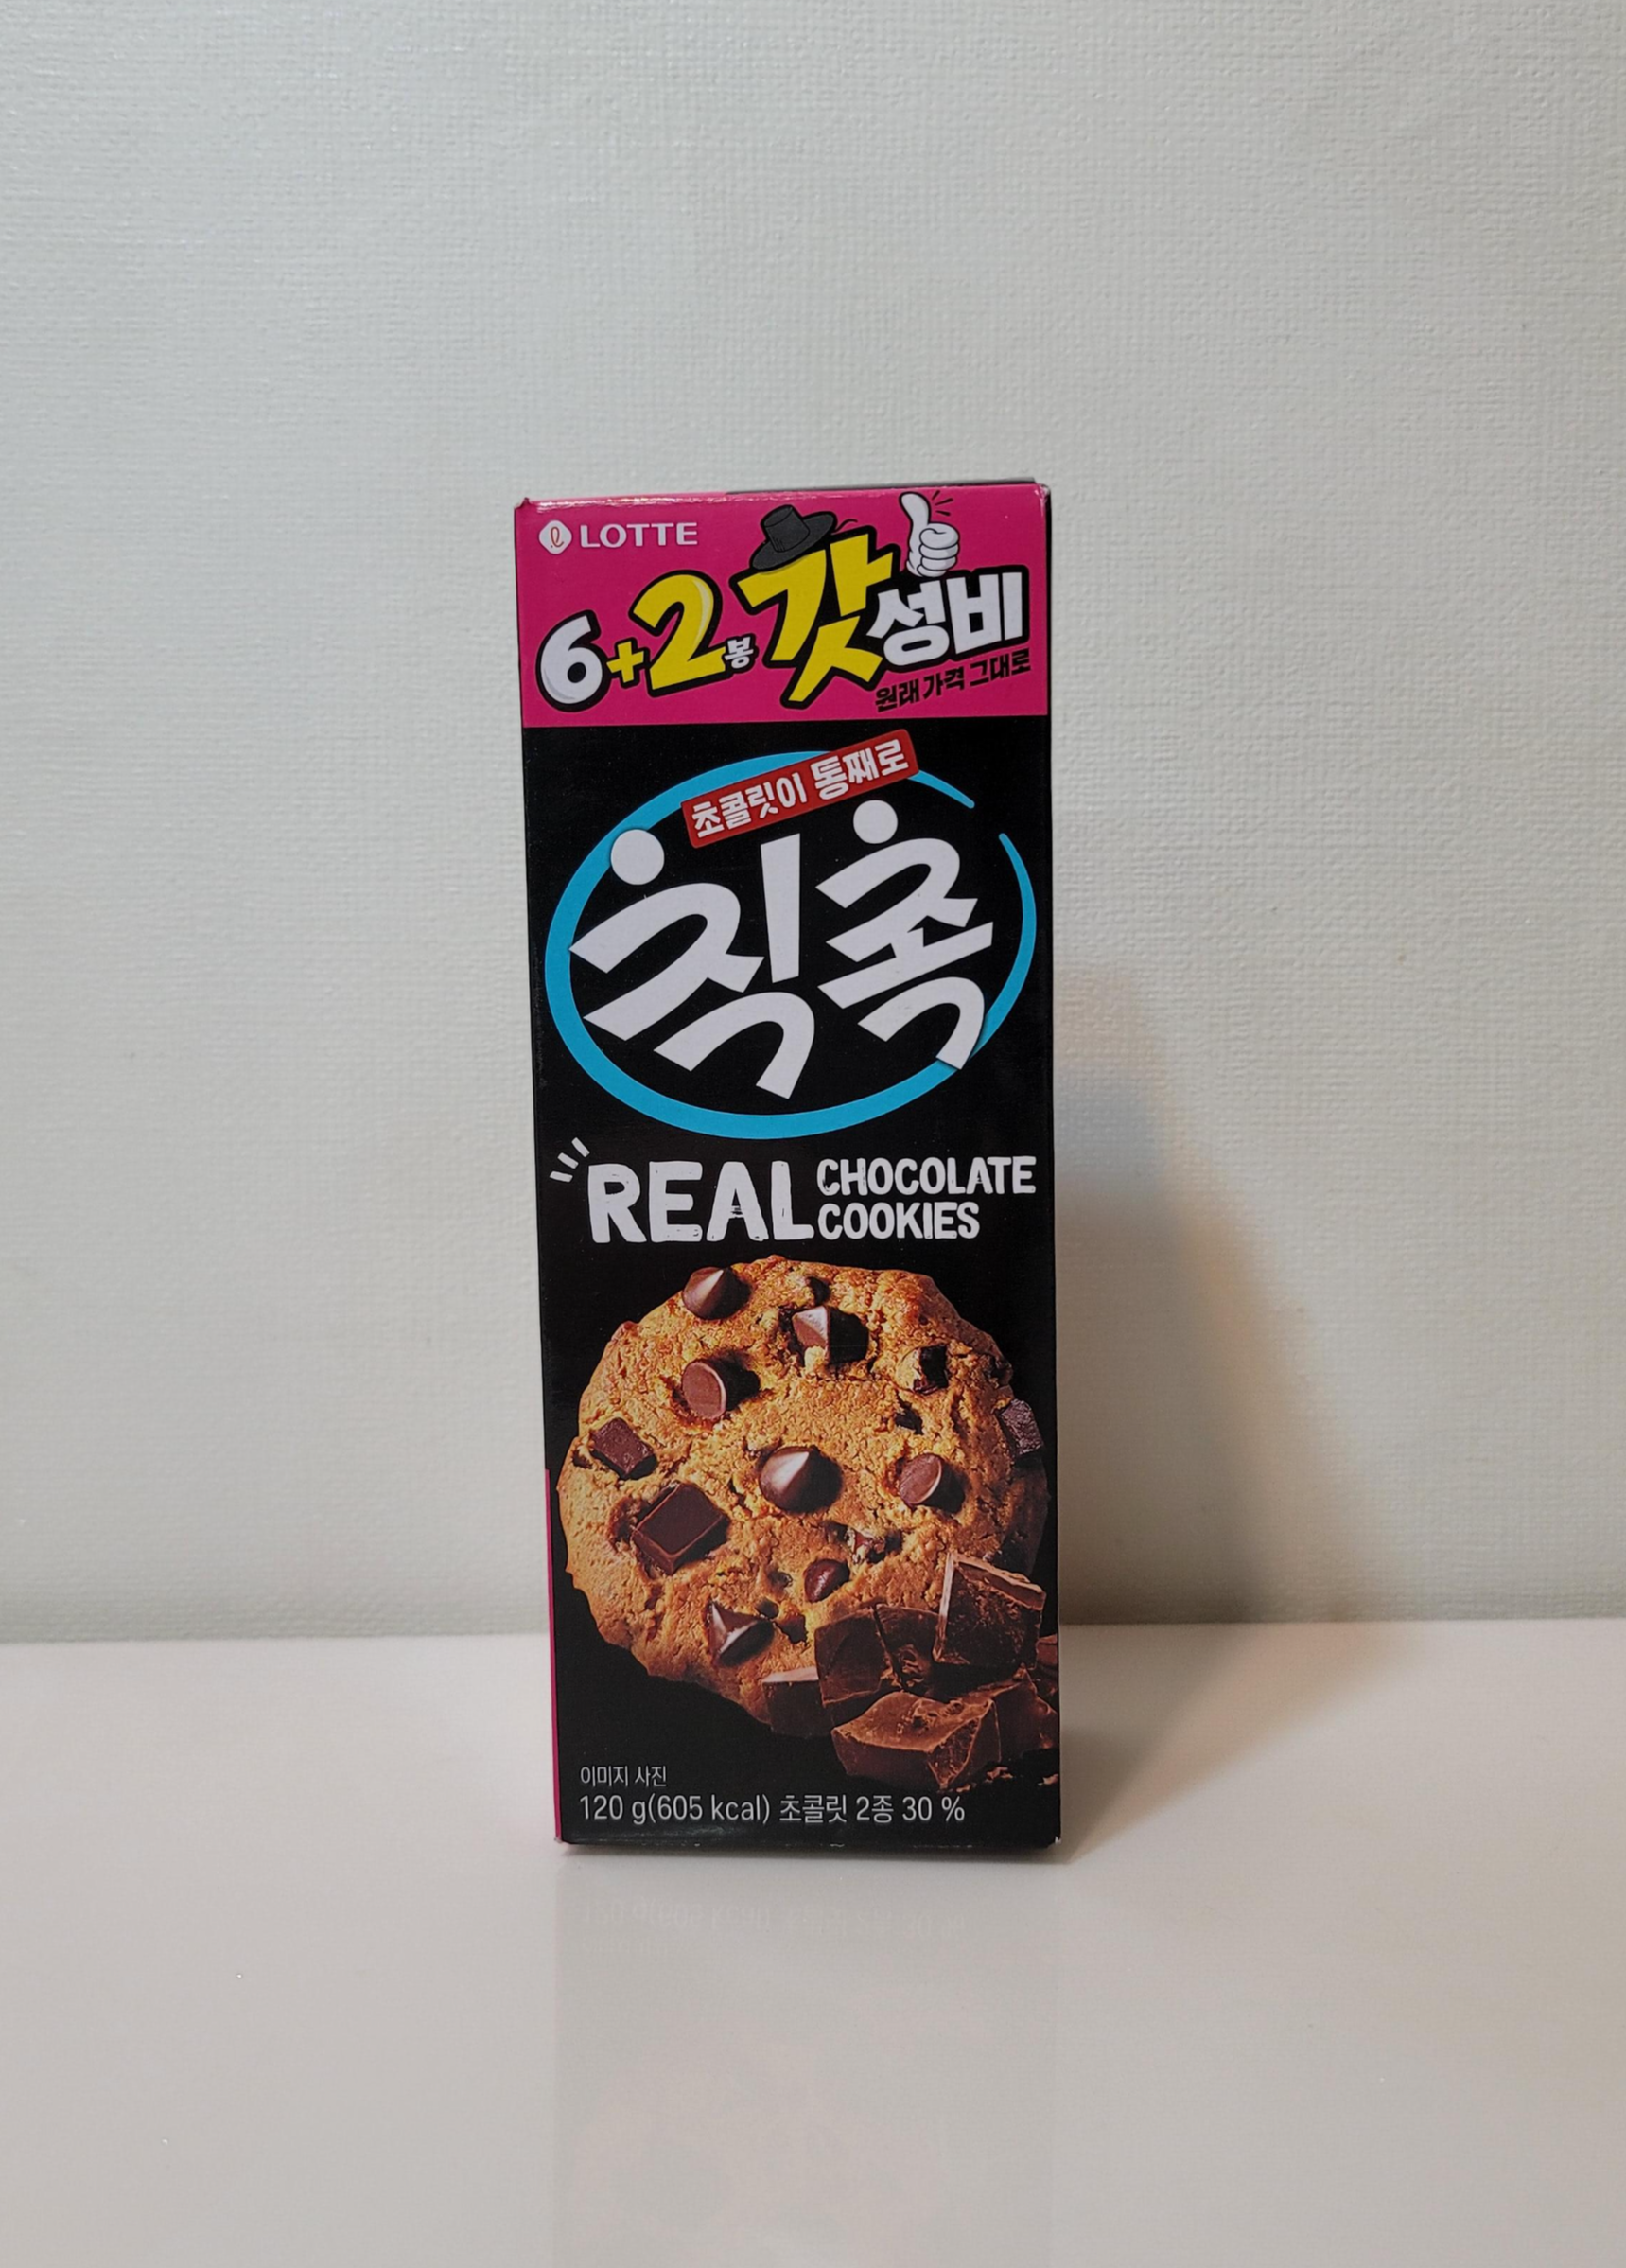 LOTTE
6+2봉 갓성비
원래 가격 그대로
초콜릿이 통째로
칙촉
REAL CHOCOLATE
COOKIES
이미지 사진
120 g(605 kcal) 초콜릿 2종 30 %